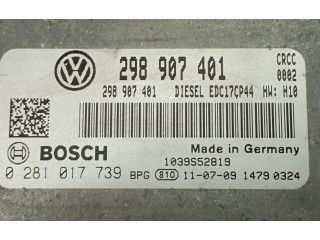 298 907 401 CRCC
0002
298 907 401 DIESEL EDC17CP44 HW: H10
BOSCH Made in Germany
1039S52819
0 281 017 739 BPG 810 11-07-09 1479 0324